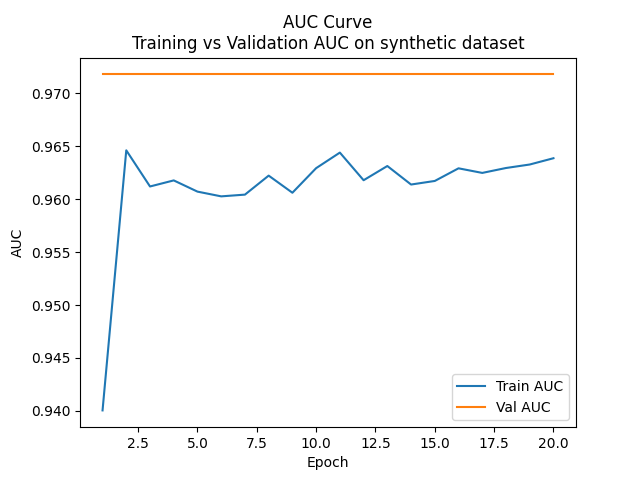 AUC Curve
Training vs Validation AUC on synthetic dataset
AUC
0.970
0.965
0.960
0.955
0.950
0.945
0.940
Train AUC
Val AUC
2.5 5.0 7.5 10.0 12.5 15.0 17.5 20.0
Epoch